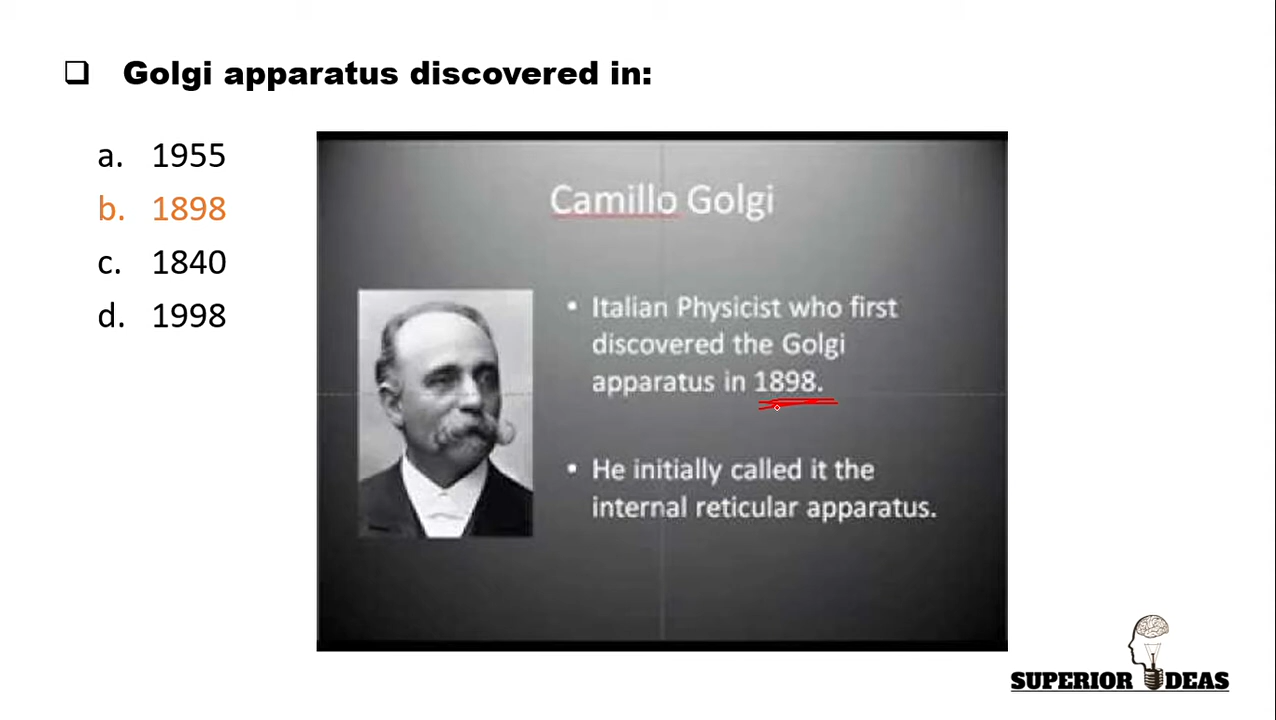 ❑ Golgi apparatus discovered in:
a. 1955
b. 1898
c. 1840
d. 1998
Camillo Golgi
• Italian Physicist who first
discovered the Golgi
apparatus in 1898.
• He initially called it the
internal reticular apparatus.
SUPERIOR IDEAS